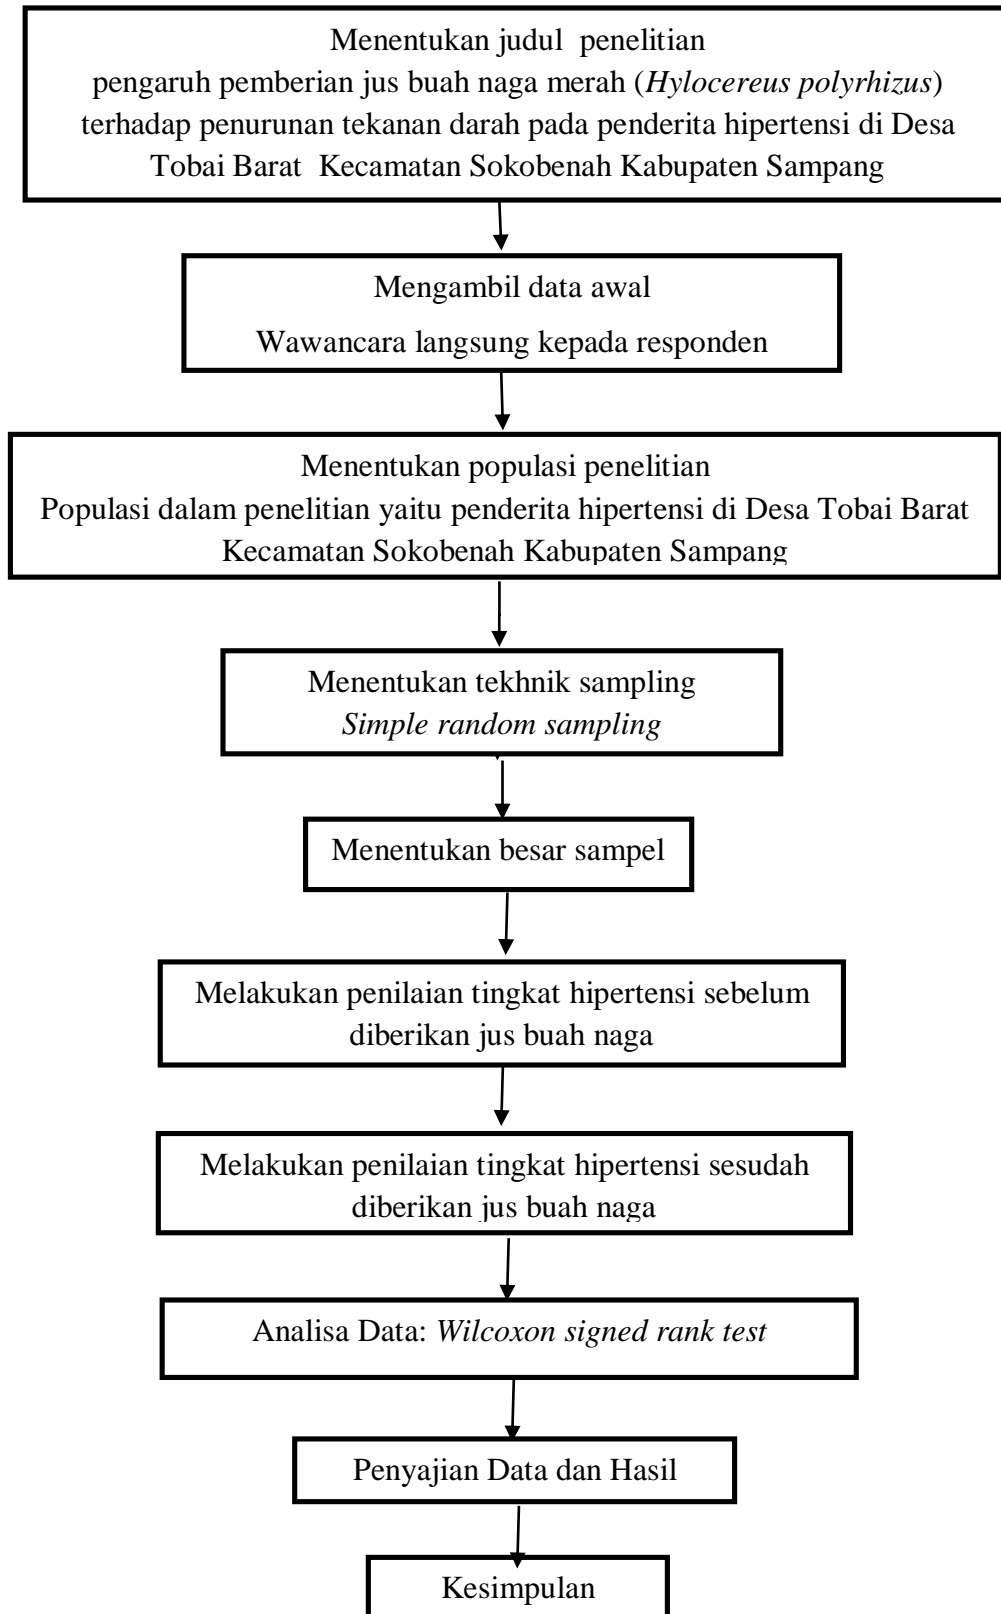 Menentukan judul penelitian
pengaruh pemberian jus buah naga merah (Hylocereus polyrhizus)
terhadap penurunan tekanan darah pada penderita hipertensi di Desa
Tobai Barat Kecamatan Sokobenah Kabupaten Sampang
Mengambil data awal
Wawancara langsung kepada responden
Menentukan populasi penelitian
Populasi dalam penelitian yaitu penderita hipertensi di Desa Tobai Barat
Kecamatan Sokobenah Kabupaten Sampang
Menentukan tekhnik sampling
Simple random sampling
Menentukan besar sampel
Melakukan penilaian tingkat hipertensi sebelum
diberikan jus buah naga
Melakukan penilaian tingkat hipertensi sesudah
diberikan jus buah naga
Analisa Data: Wilcoxon signed rank test
Penyajian Data dan Hasil
Kesimpulan